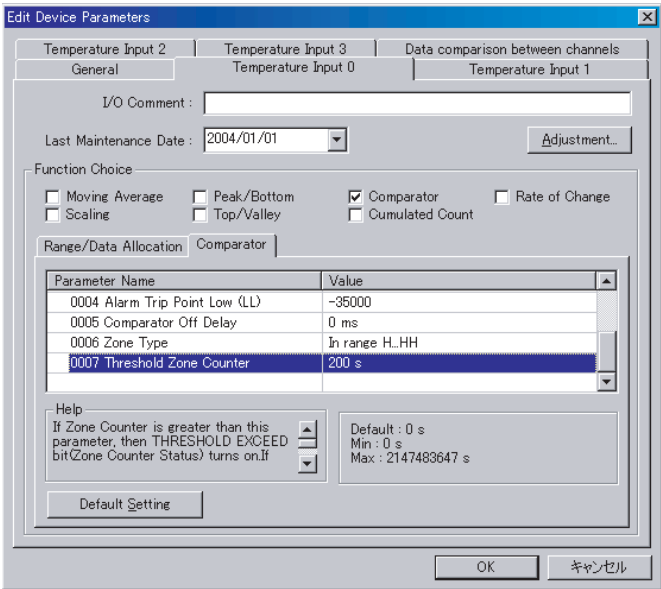 Edit Device Parameters
Temperature Input 2 Temperature Input 3 Data comparison between channels
General Temperature Input 0 Temperature Input 1
I/O Comment :
Last Maintenance Date : 2004/01/01 Adjustment...
Function Choice
Moving Average Peak/Bottom Comparator Rate of Change
Scaling Top/Valley Cumulated Count
Range/Data Allocation Comparator
Parameter Name Value
0004 Alarm Trip Point Low (LL) -35000
0005 Comparator Off Delay 0 ms
0006 Zone Type In range H...HH
0007 Threshold Zone Counter 200 s
Help
If Zone Counter is greater than this
parameter, then THRESHOLD EXCEED
bit(Zone Counter Status) turns on.If
Default : 0 s
Min : 0 s
Max : 2147483647 s
Default Setting
OK キャンセル